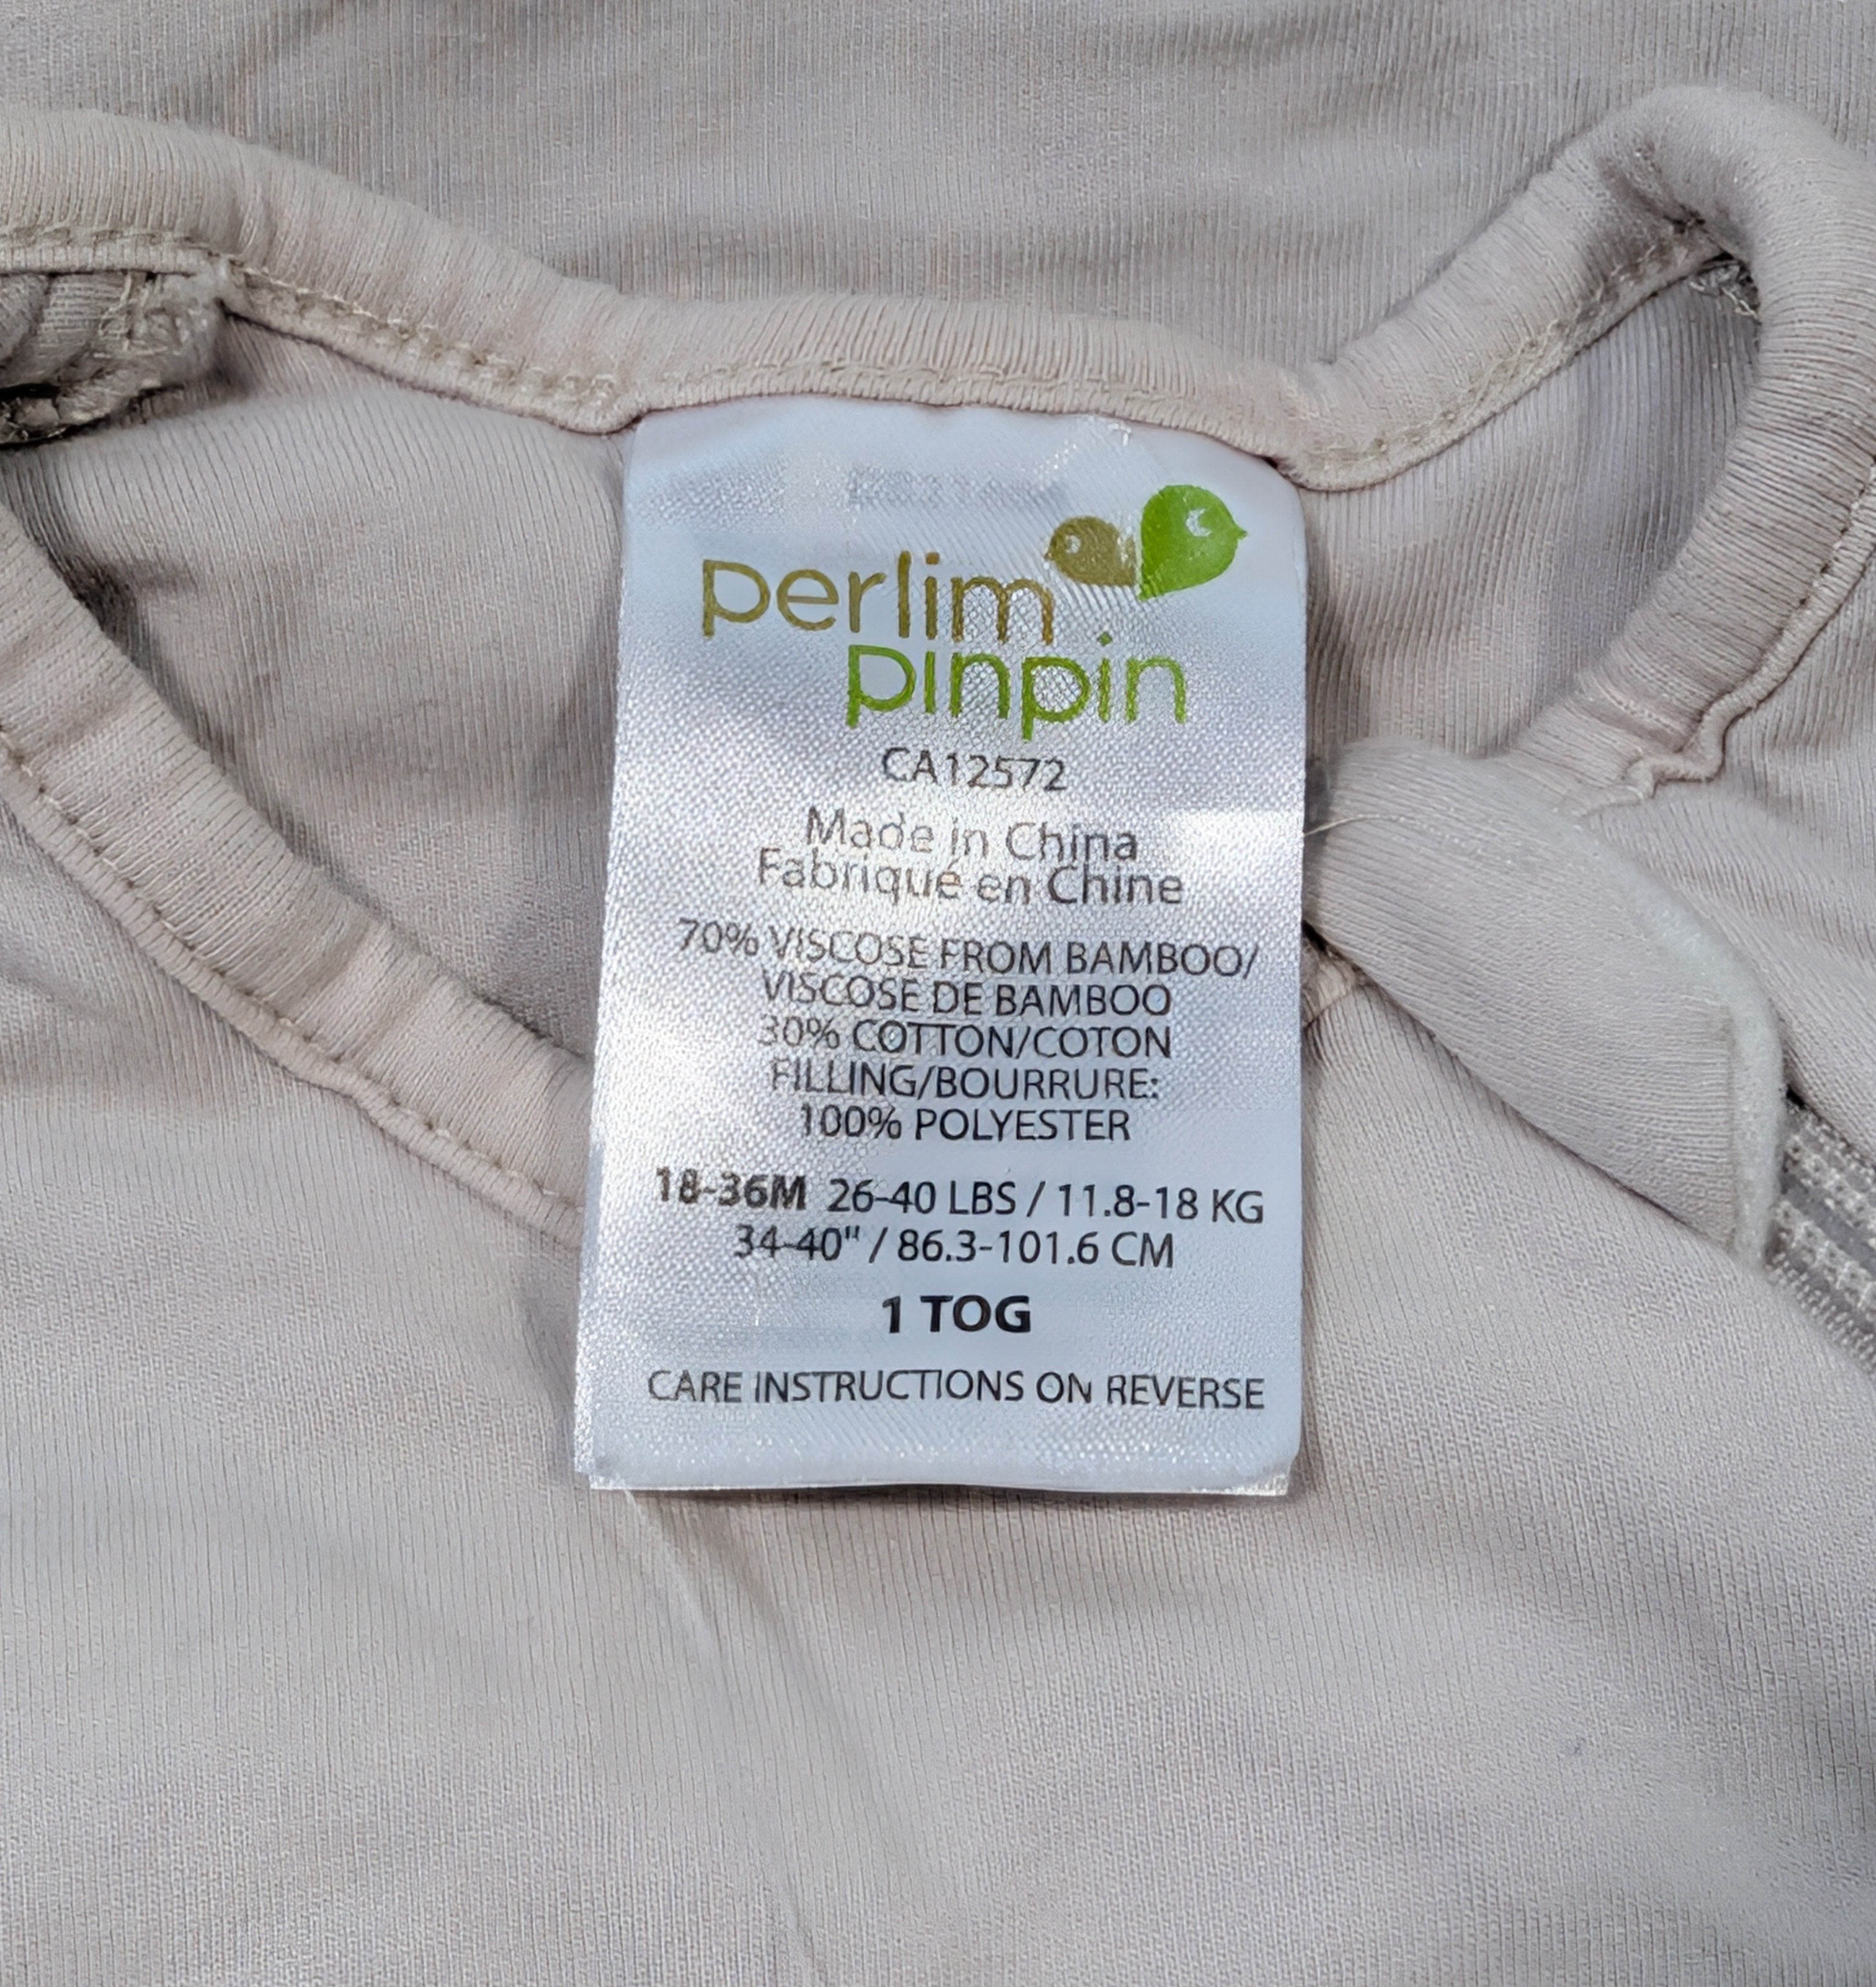 perlim
pinpin
CA12572
Made in China
Fabriqué en Chine
70% VISCOSE FROM BAMBOO/
VISCOSE DE BAMBOO
30% COTTON/COTON
FILLING/BOURRURE:
100% POLYESTER
18-36M 26-40 LBS / 11.8-18 KG
34-40" / 86.3-101.6 CM
1 TOG
CARE INSTRUCTIONS ON REVERSE